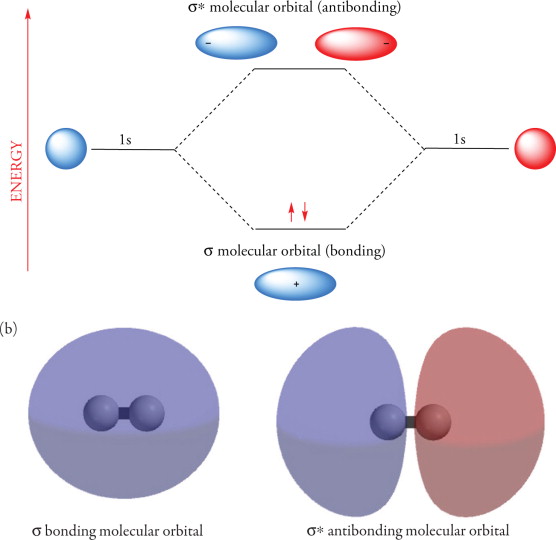 σ* molecular orbital (antibonding)
- -
1s 1s
ENERGY
σ molecular orbital (bonding)
+
(b)
σ bonding molecular orbital
σ* antibonding molecular orbital